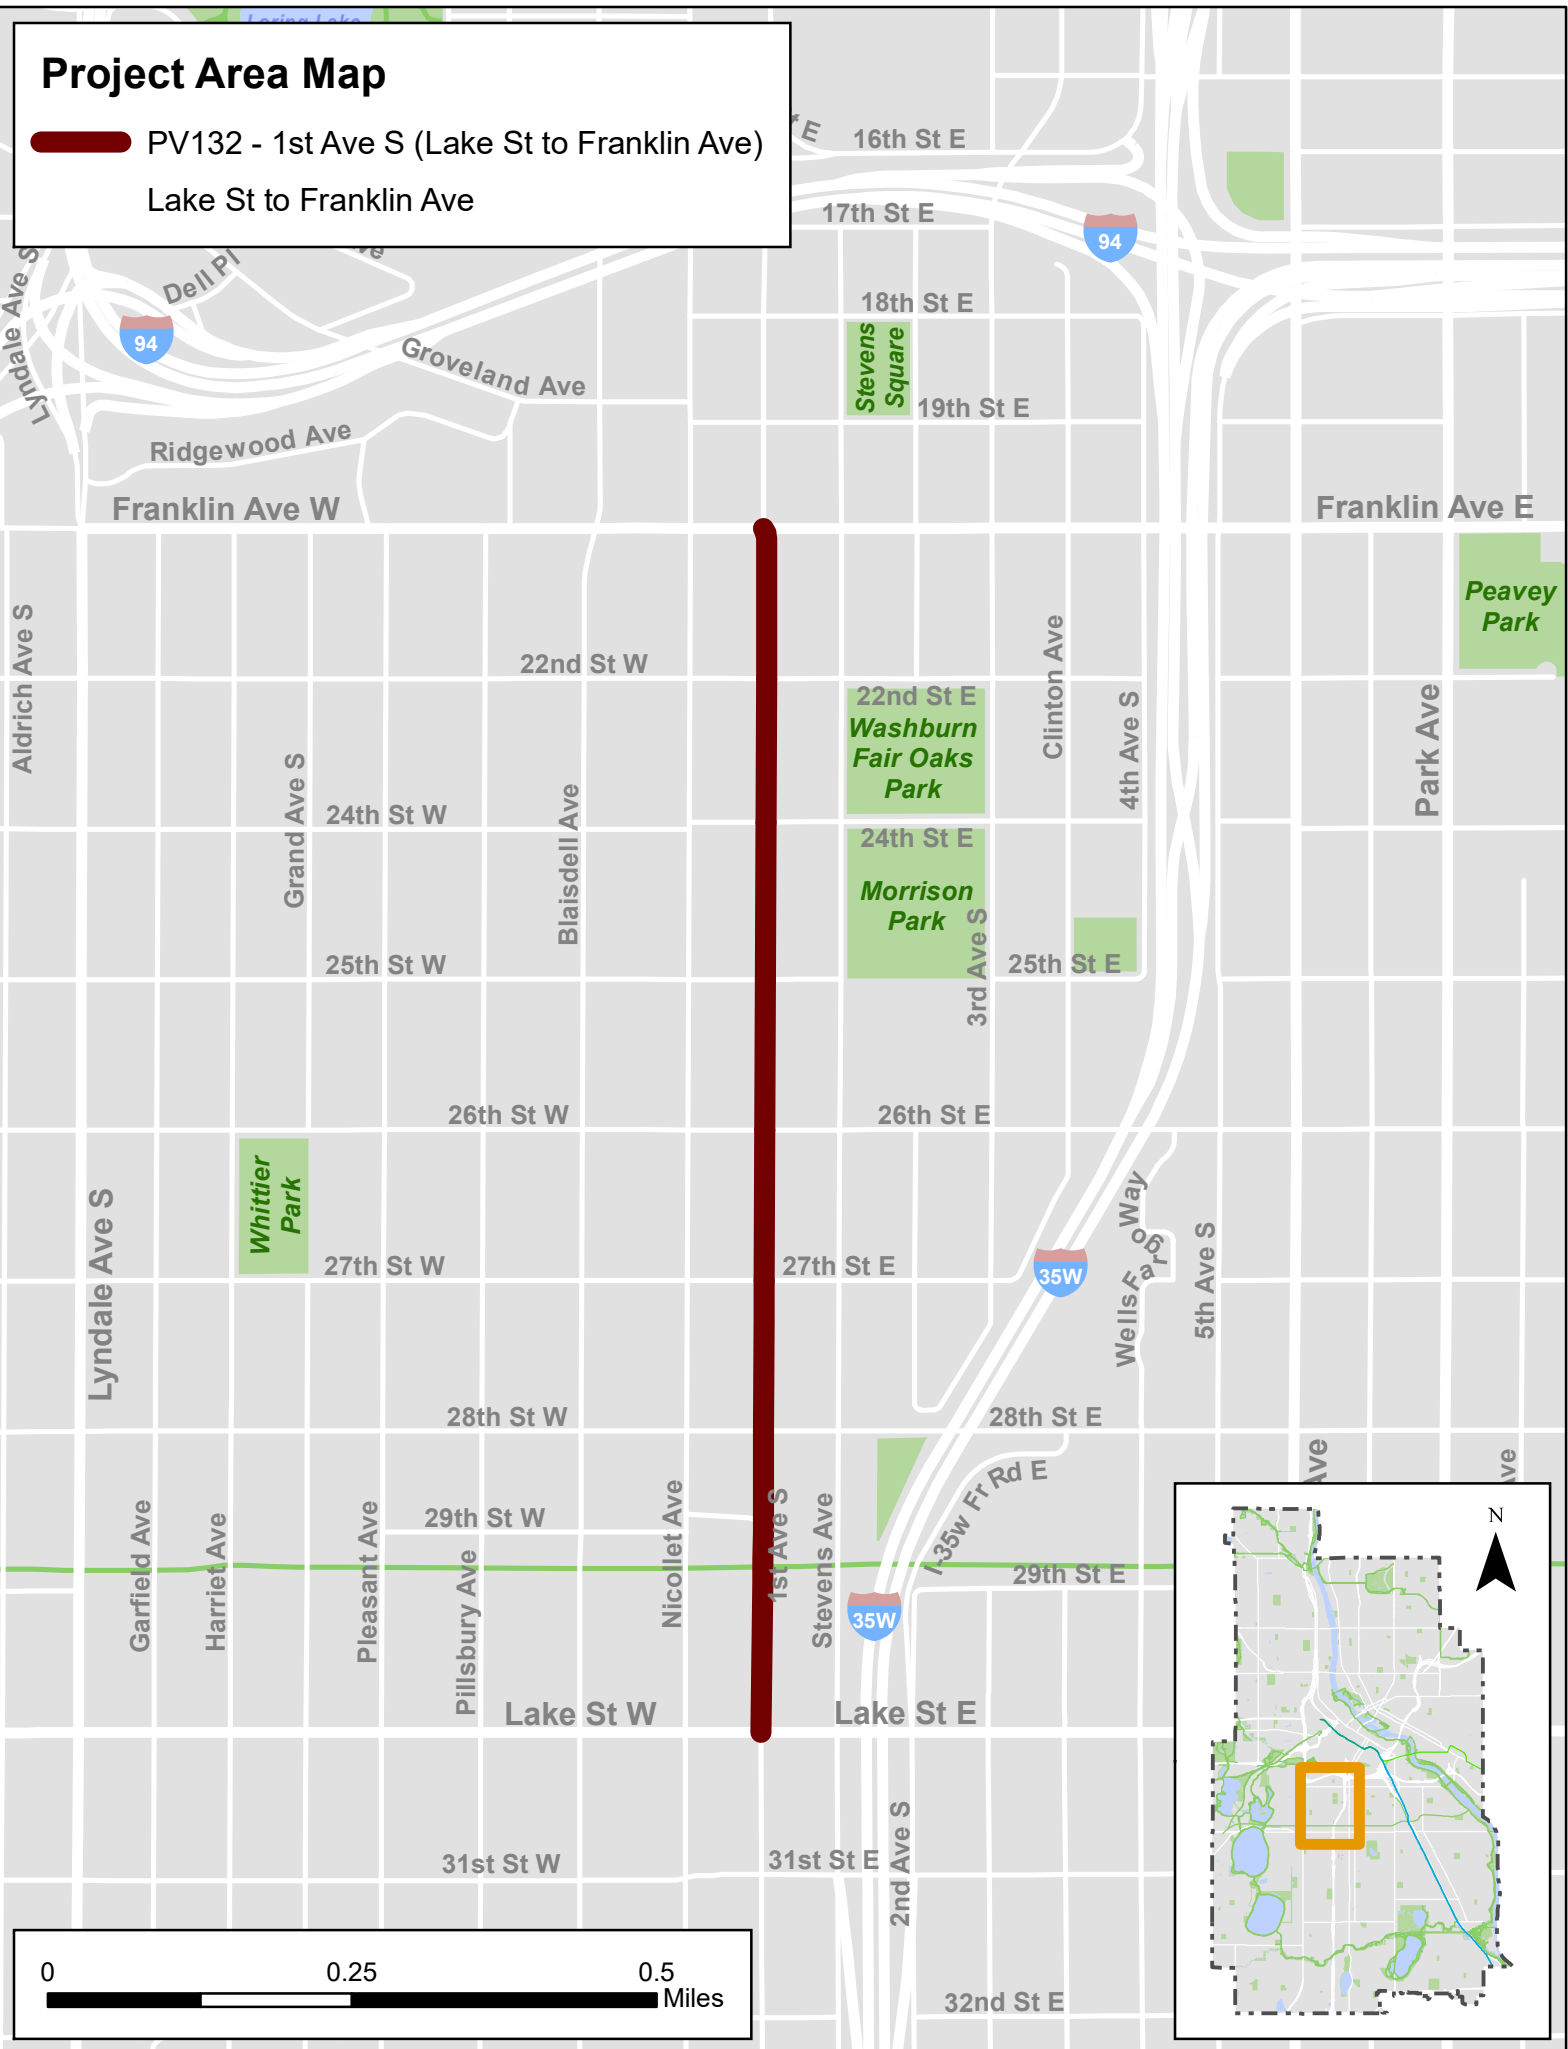 Loring Lake
Project Area Map
PV132 - 1st Ave S (Lake St to Franklin Ave)
Lake St to Franklin Ave
E
16th St E
17th St E
94
Lyndale Ave S
Dell Pl
94
18th St E
Stevens
Square
Groveland Ave
19th St E
Ridgewood Ave
Franklin Ave W
Franklin Ave E
Peavey
Park
Aldrich Ave S
22nd St W
Clinton Ave
22nd St E
Washburn
Fair Oaks
Park
4th Ave S
Park Ave
Grand Ave S
24th St W
Blaisdell Ave
24th St E
Morrison
Park
3rd Ave S
25th St W
25th St E
26th St W
26th St E
Whittier
Park
Lyndale Ave S
27th St W
27th St E
35W
Wells Fargo Way
5th Ave S
28th St W
28th St E
Ave
Ave
I-35w Fr Rd E
Garfield Ave
Harriet Ave
Pleasant Ave
29th St W
Pillsbury Ave
Nicollet Ave
1st Ave S
Stevens Ave
29th St E
35W
Lake St W
Lake St E
N
31st St W
31st St E
2nd Ave S
32nd St E
0
0.25
0.5
Miles